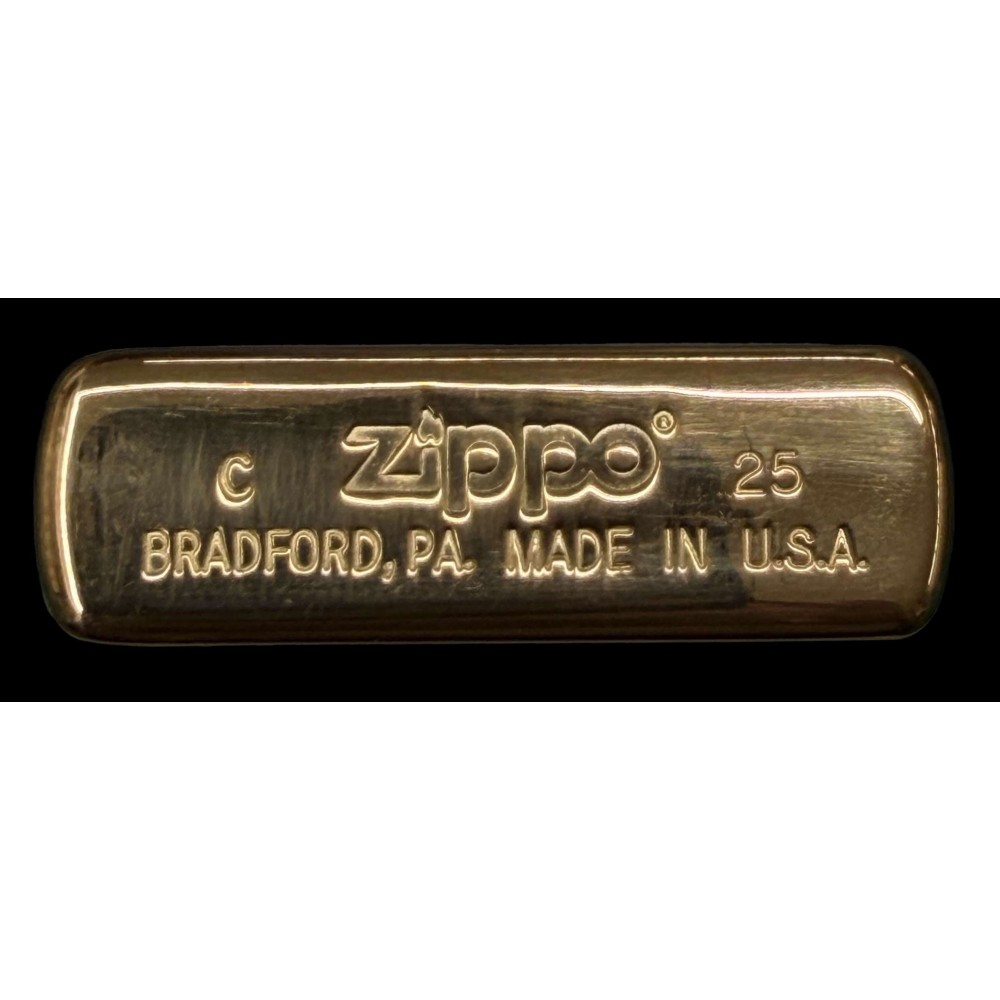 C zippo® 25
BRADFORD, PA. MADE IN U.S.A.